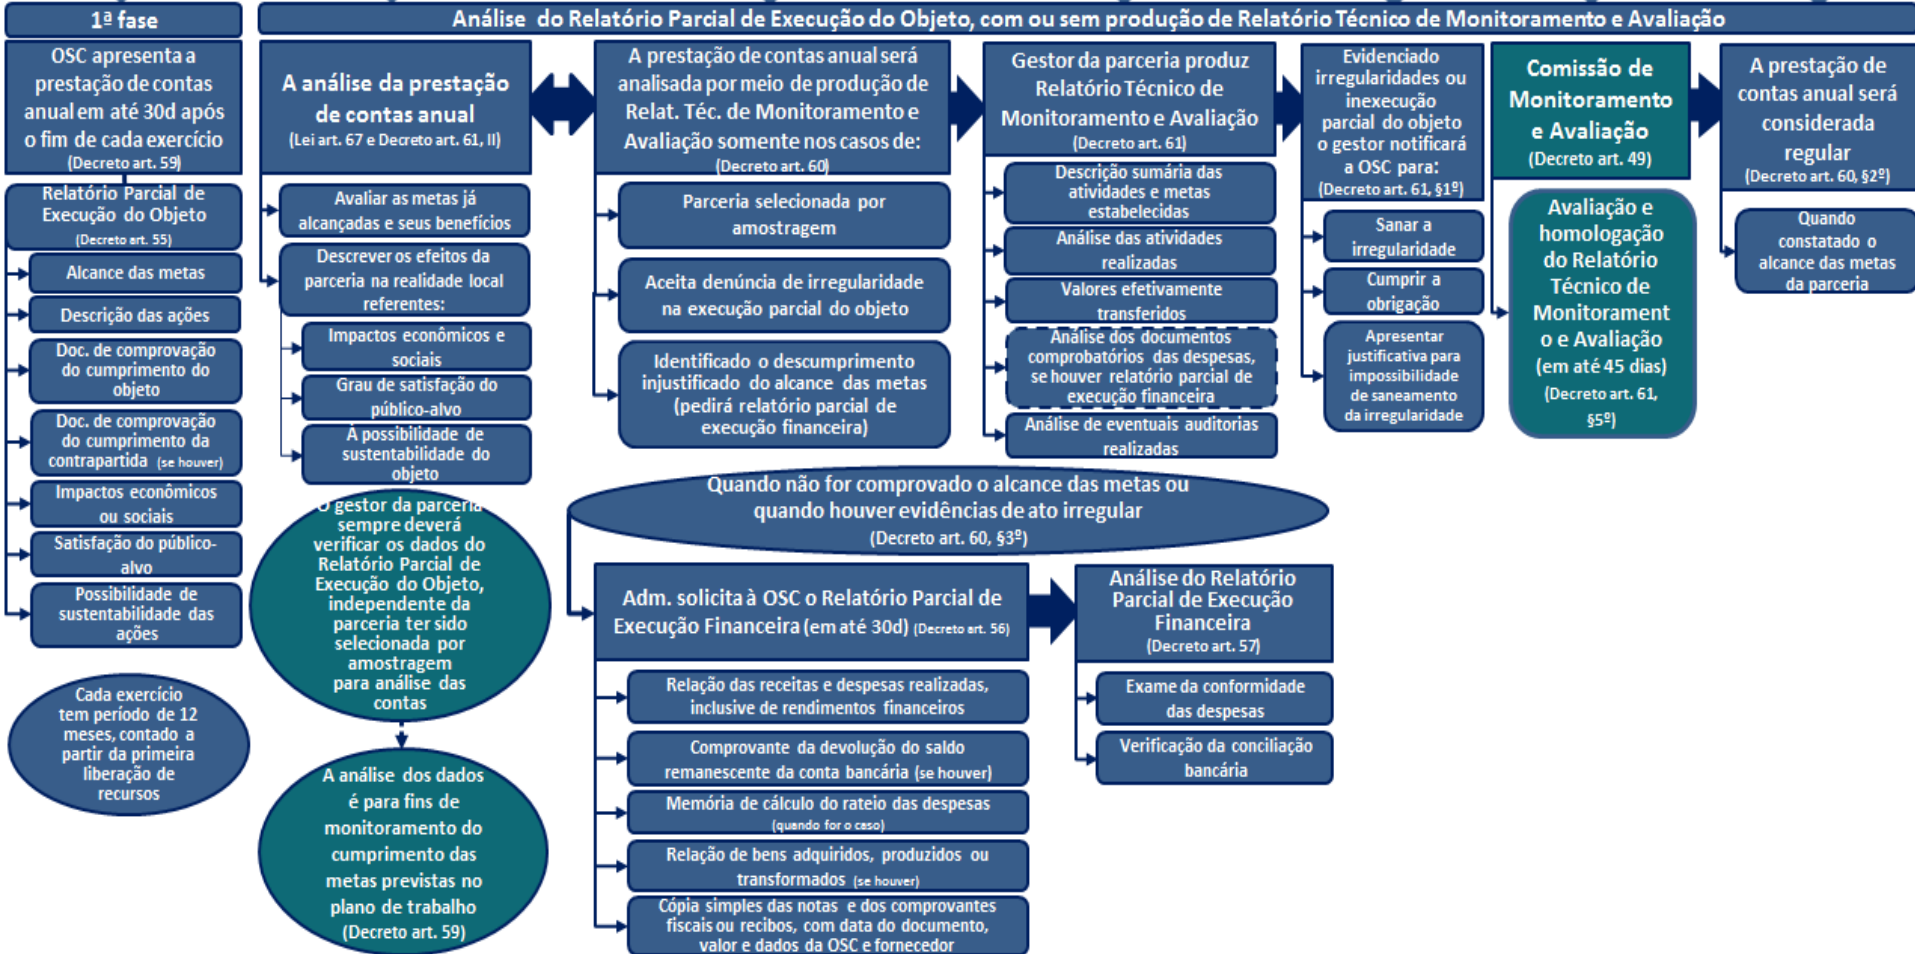 1ª fase
Análise do Relatório Parcial de Execução do Objeto, com ou sem produção de Relatório Técnico de Monitoramento e Avaliação
OSC apresenta a
prestação de contas
anual em até 30d após
o fim de cada exercício
(Decreto art. 59)
Relatório Parcial de
Execução do Objeto
(Decreto art. 55)
Alcance das metas
Descrição das ações
Doc. de comprovação
do cumprimento do
objeto
Doc. de comprovação
do cumprimento da
contrapartida (se houver)
Impactos econômicos
ou sociais
Satisfação do público-
alvo
Possibilidade de
sustentabilidade das
ações
Cada exercício
tem período de 12
meses, contado a
partir da primeira
liberação de
recursos
A análise da prestação
de contas anual
(Lei art. 67 e Decreto art. 61, II)
Avaliar as metas já
alcançadas e seus benefícios
Descrever os efeitos da
parceria na realidade local
referentes:
Impactos econômicos e
sociais
Grau de satisfação do
público-alvo
À possibilidade de
sustentabilidade do
objeto
O gestor da parceria
sempre deverá
verificar os dados do
Relatório Parcial de
Execução do Objeto,
independente da
parceria ter sido
selecionada por
amostragem
para análise das
contas
A análise dos dados
é para fins de
monitoramento do
cumprimento das
metas previstas no
plano de trabalho
(Decreto art. 59)
A prestação de contas anual será
analisada por meio de produção de
Relat. Téc. de Monitoramento e
Avaliação somente nos casos de:
(Decreto art. 60)
Parceria selecionada por
amostragem
Aceita denúncia de irregularidade
na execução parcial do objeto
Identificado o descumprimento
injustificado do alcance das metas
(pedirá relatório parcial de
execução financeira)
Gestor da parceria produz
Relatório Técnico de
Monitoramento e Avaliação
(Decreto art. 61)
Descrição sumária das
atividades e metas
estabelecidas
Análise das atividades
realizadas
Valores efetivamente
transferidos
Análise dos documentos
comprobatórios das despesas,
se houver relatório parcial de
execução financeira
Análise de eventuais auditorias
realizadas
Evidenciado
irregularidades ou
inexecução
parcial do objeto
o gestor notificará
a OSC para:
(Decreto art. 61, §1º)
Sanar a
irregularidade
Cumprir a
obrigação
Apresentar
justificativa para
impossibilidade
de saneamento
da irregularidade
Comissão de
Monitoramento
e Avaliação
(Decreto art. 49)
Avaliação e
homologação
do Relatório
Técnico de
Monitorament
o e Avaliação
(em até 45 dias)
(Decreto art. 61,
§5º)
A prestação de
contas anual será
considerada
regular
(Decreto art. 60, §2º)
Quando
constatado o
alcance das metas
da parceria
Quando não for comprovado o alcance das metas ou
quando houver evidências de ato irregular
(Decreto art. 60, §3º)
Adm. solicita à OSC o Relatório Parcial de
Execução Financeira (em até 30d) (Decreto art. 56)
Relação das receitas e despesas realizadas,
inclusive de rendimentos financeiros
Comprovante da devolução do saldo
remanescente da conta bancária (se houver)
Memória de cálculo do rateio das despesas
(quando for o caso)
Relação de bens adquiridos, produzidos ou
transformados (se houver)
Cópia simples das notas e dos comprovantes
fiscais ou recibos, com data do documento,
valor e dados da OSC e fornecedor
Análise do Relatório
Parcial de Execução
Financeira
(Decreto art. 57)
Exame da conformidade
das despesas
Verificação da conciliação
bancária